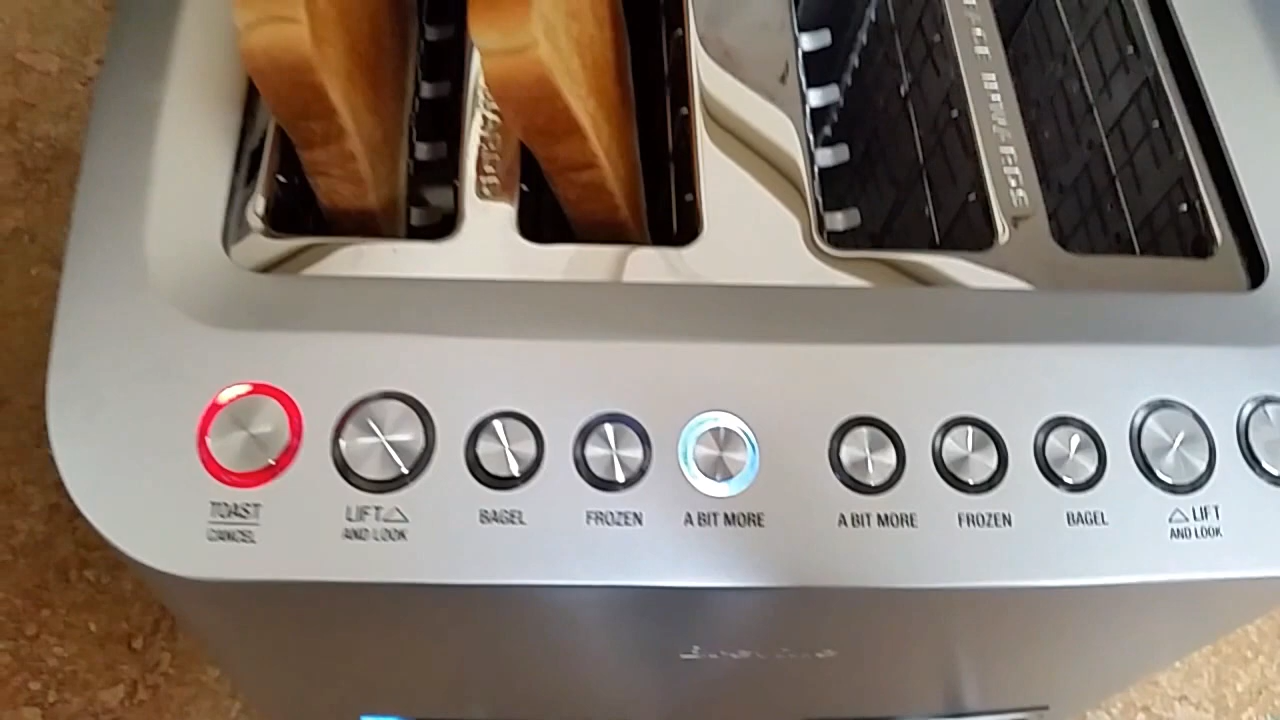 TOAST
CANCEL
LIFT
AND LOOK
BAGEL
FROZEN
A BIT MORE
A BIT MORE
FROZEN
BAGEL
LIFT
AND LOOK